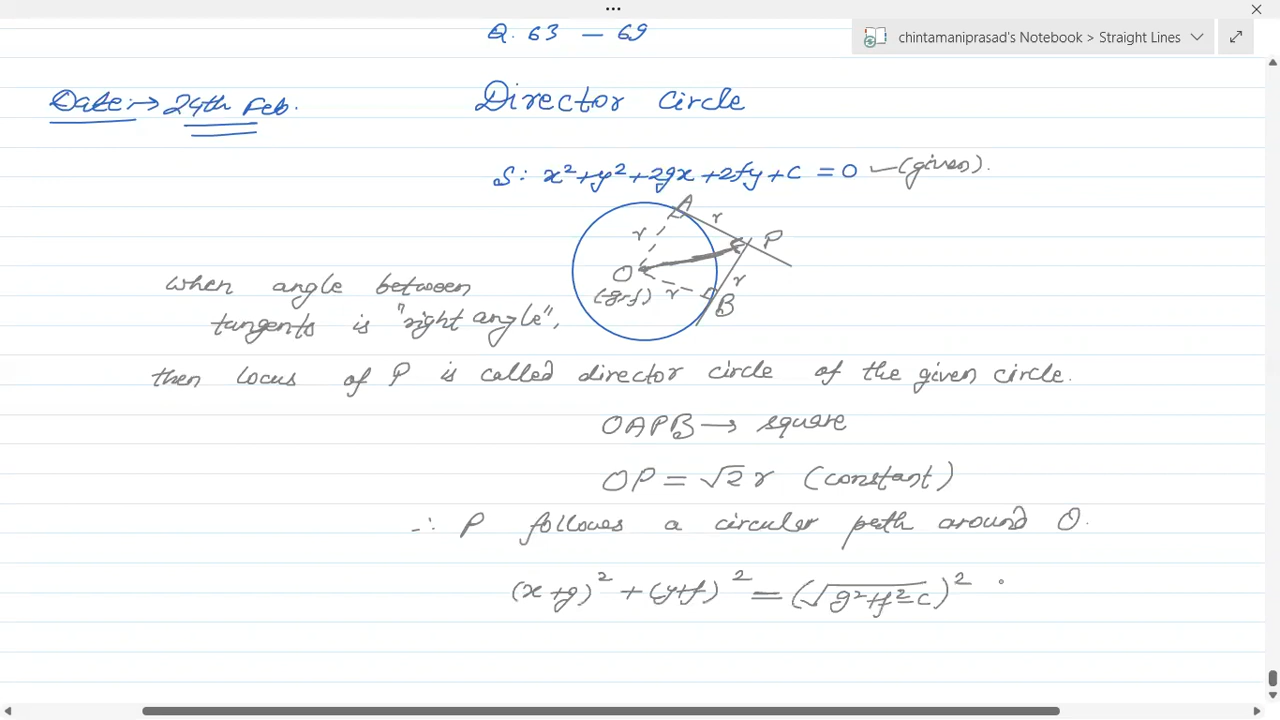 Q. 63 – 69
chintamaniprasad's Notebook > Straight Lines
Date:→ 24th Feb.
Director Circle
S: x²+y²+2gx+2fy+c = 0 —(given).
A
r
r
P
O
(-g,-f)
r
r
B
when angle between
tangents is "right angle",
then locus of P is called director circle of the given circle.
OAPB → square
OP = √2 r (constant)
∴ P follows a circular path around O.
(x+g)² + (y+f)² = (√g²+f²-c)²